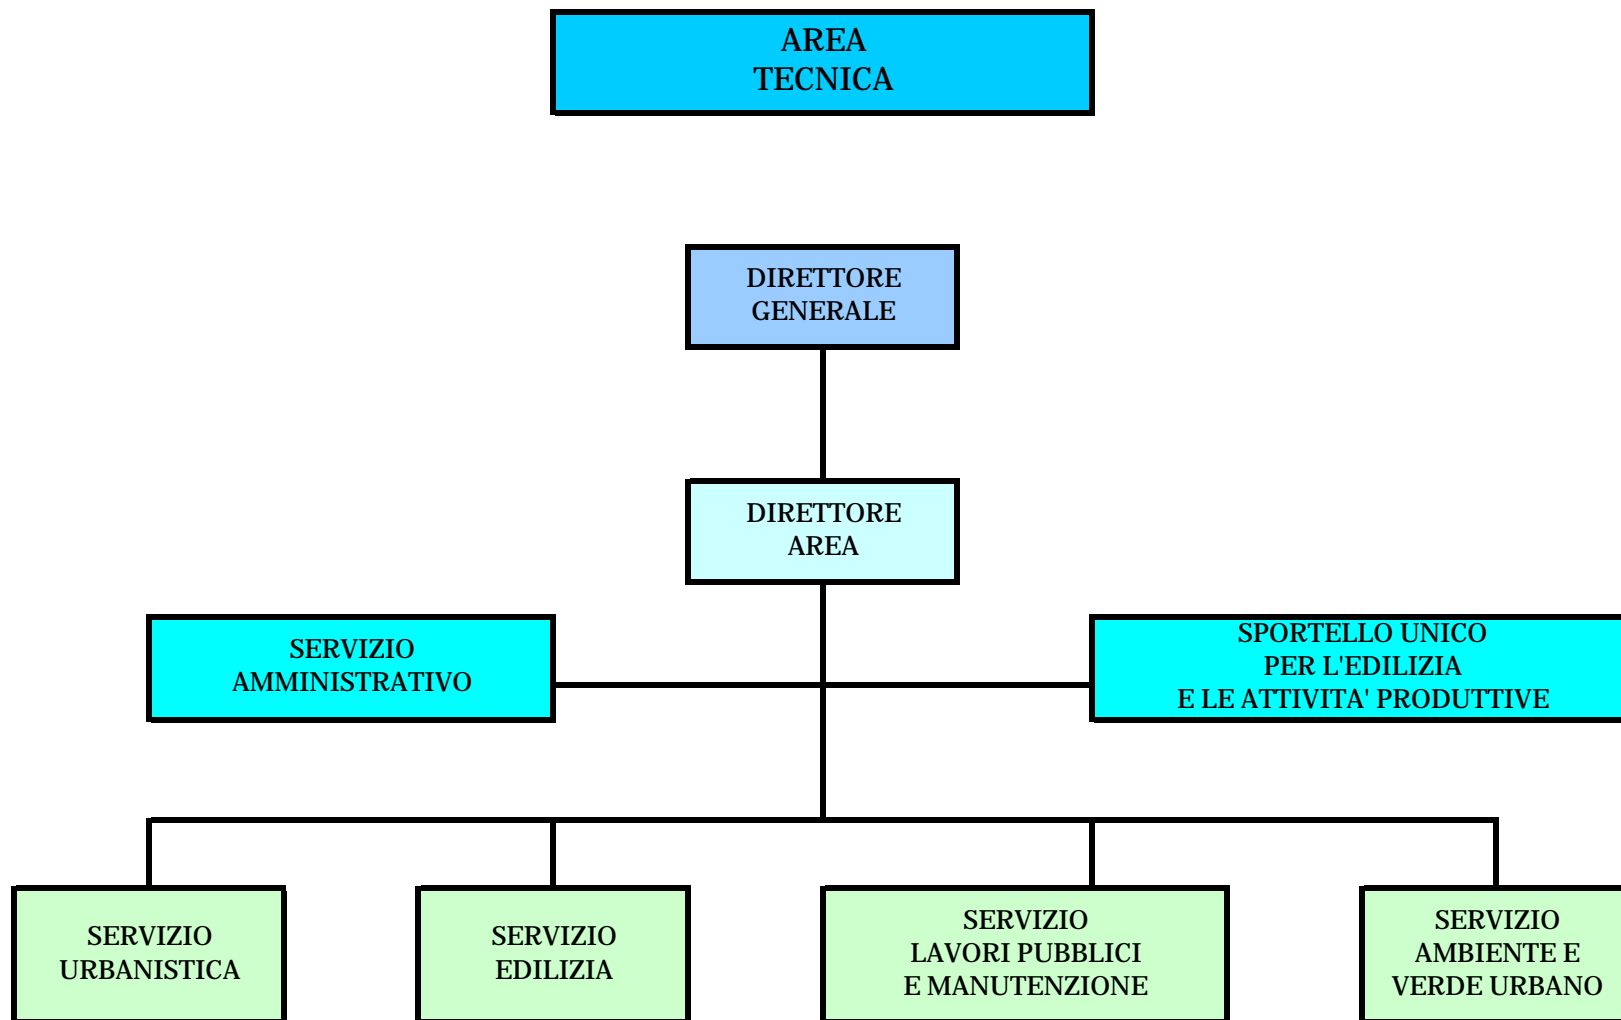 AREA
TECNICA
DIRETTORE
GENERALE
DIRETTORE
AREA
SERVIZIO
AMMINISTRATIVO
SPORTELLO UNICO
PER L'EDILIZIA
E LE ATTIVITA' PRODUTTIVE
SERVIZIO
URBANISTICA
SERVIZIO
EDILIZIA
SERVIZIO
LAVORI PUBBLICI
E MANUTENZIONE
SERVIZIO
AMBIENTE E
VERDE URBANO